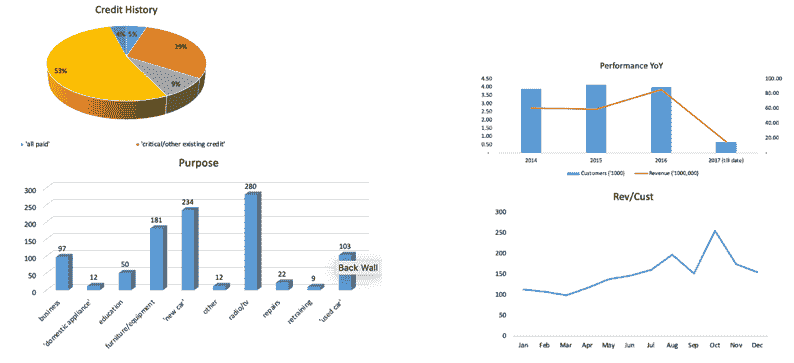 Credit History
4%
5%
29%
9%
53%
'all paid'
'critical/other existing credit'
Purpose
300
250
200
150
100
50
0
97
12
50
181
234
12
280
22
9
103
Back Wall
business
'domestic appliance'
education
furniture/equipment
'new car'
other
radio/tv
repairs
retraining
'used car'
Performance YoY
4.50
4.00
3.50
3.00
2.50
2.00
1.50
1.00
.50
-
100.00
80.00
60.00
40.00
20.00
-
2014 2015 2016 2017 (till date)
Customers ('1000) Revenue ('1000,000)
Rev/Cust
300
250
200
150
100
50
0
Jan Feb Mar Apr May Jun Jul Aug Sep Oct Nov Dec